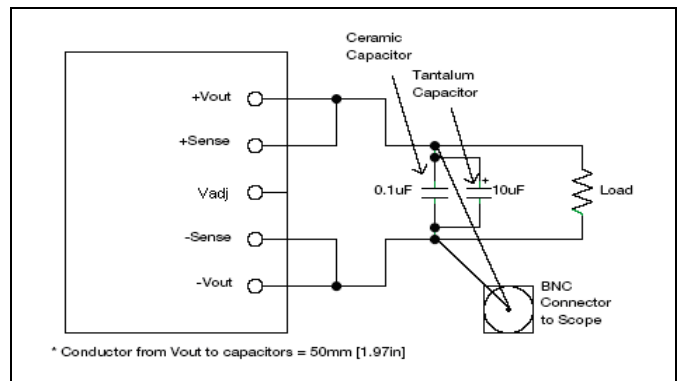 Ceramic
Capacitor
Tantalum
Capacitor
+Vout
+Sense
Vadj
-Sense
-Vout
0.1uF
+
10uF
Load
BNC
Connector
to Scope
* Conductor from Vout to capacitors = 50mm [1.97in]